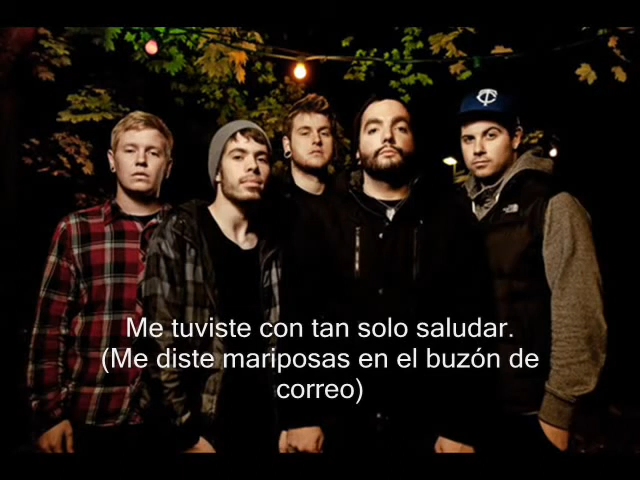 Me tuviste con tan solo saludar.
(Me diste mariposas en el buzón de
correo)